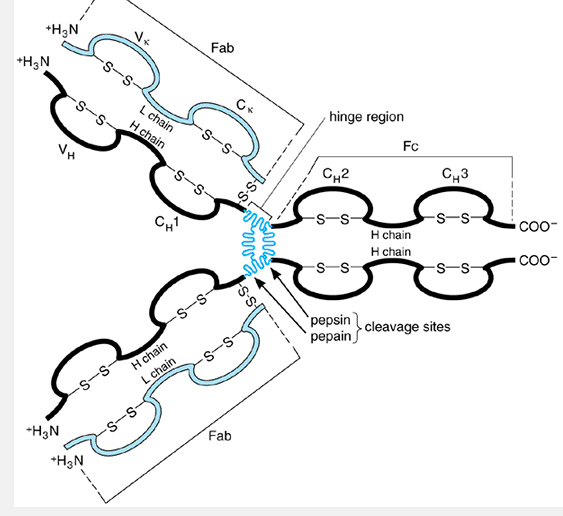 +H3N
Vκ
Fab
+H3N
S S
L chain
Cκ
H chain
S S
S S
VH
hinge region
S S
FC
CH2
CH3
S-S
CH1
S S
S S
COO−
H chain
H chain
COO−
S S
S S
S-S
S S
pepsin
pepain
cleavage sites
S S
H chain
L chain
S S
S S
+H3N
Fab
+H3N